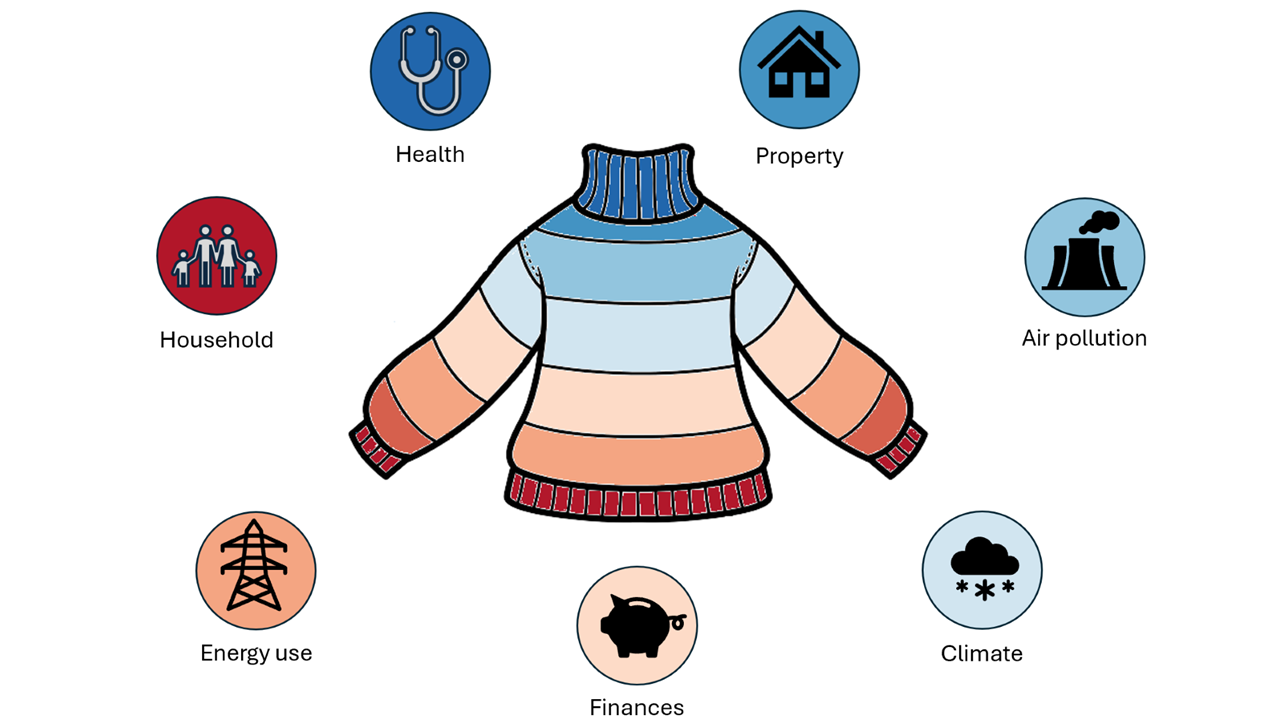 Health
Property
Household
Air pollution
Energy use
Climate
Finances